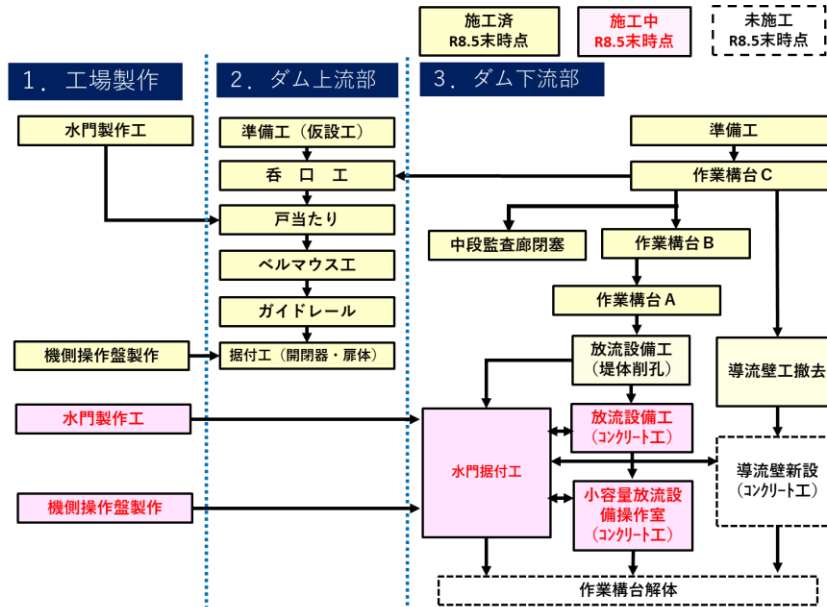 施工済
R8.5末時点
施工中
R8.5末時点
未施工
R8.5末時点
1．工場製作
2．ダム上流部
3．ダム下流部
水門製作工
機側操作盤製作
水門製作工
機側操作盤製作
準備工（仮設工）
呑　口　工
戸当たり
ベルマウス工
ガイドレール
据付工（開閉器・扉体）
準備工
作業構台C
中段監査廊閉塞
作業構台B
作業構台A
放流設備工
（堤体削孔）
導流壁工撤去
水門据付工
放流設備工
（ｺﾝｸﾘｰﾄ工）
小容量放流設
備操作室
（ｺﾝｸﾘｰﾄ工）
導流壁新設
（ｺﾝｸﾘｰﾄ工）
作業構台解体